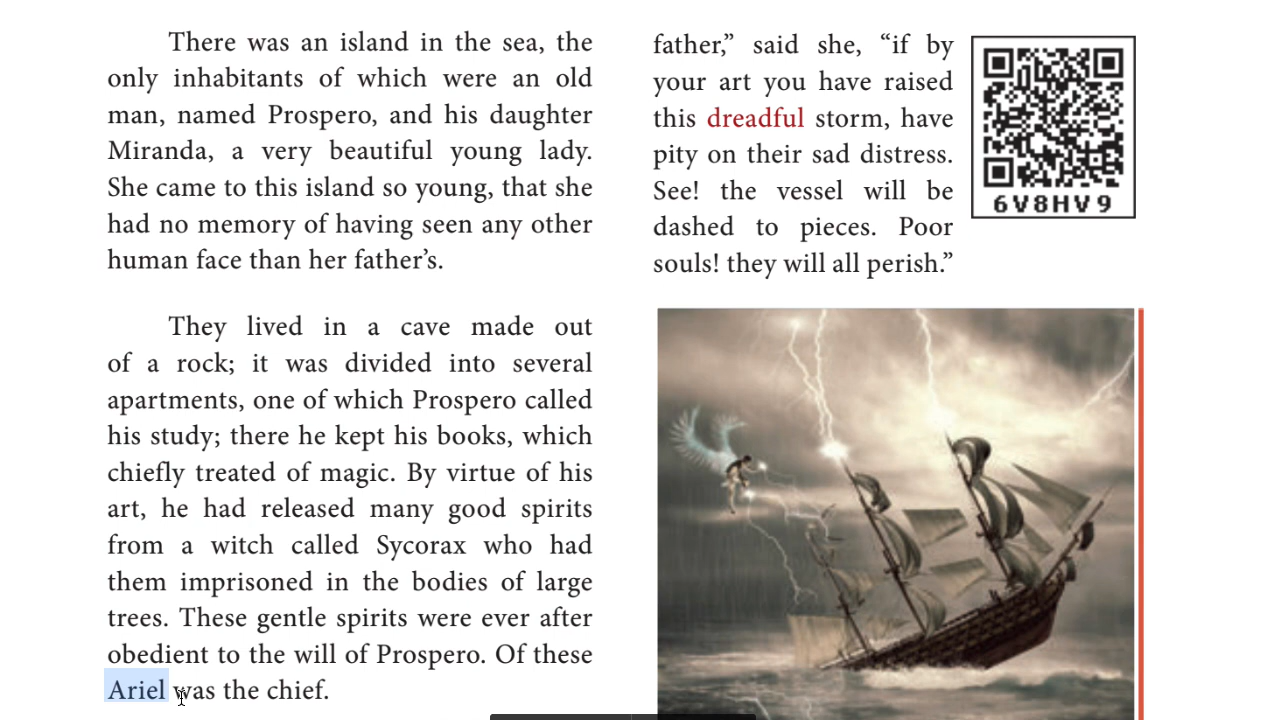 There was an island in the sea, the
only inhabitants of which were an old
man, named Prospero, and his daughter
Miranda, a very beautiful young lady.
She came to this island so young, that she
had no memory of having seen any other
human face than her father’s.
They lived in a cave made out
of a rock; it was divided into several
apartments, one of which Prospero called
his study; there he kept his books, which
chiefly treated of magic. By virtue of his
art, he had released many good spirits
from a witch called Sycorax who had
them imprisoned in the bodies of large
trees. These gentle spirits were ever after
obedient to the will of Prospero. Of these
Ariel was the chief.
father,” said she, “if by
your art you have raised
this dreadful storm, have
pity on their sad distress.
See! the vessel will be
dashed to pieces. Poor
souls! they will all perish.”
6V8HV9